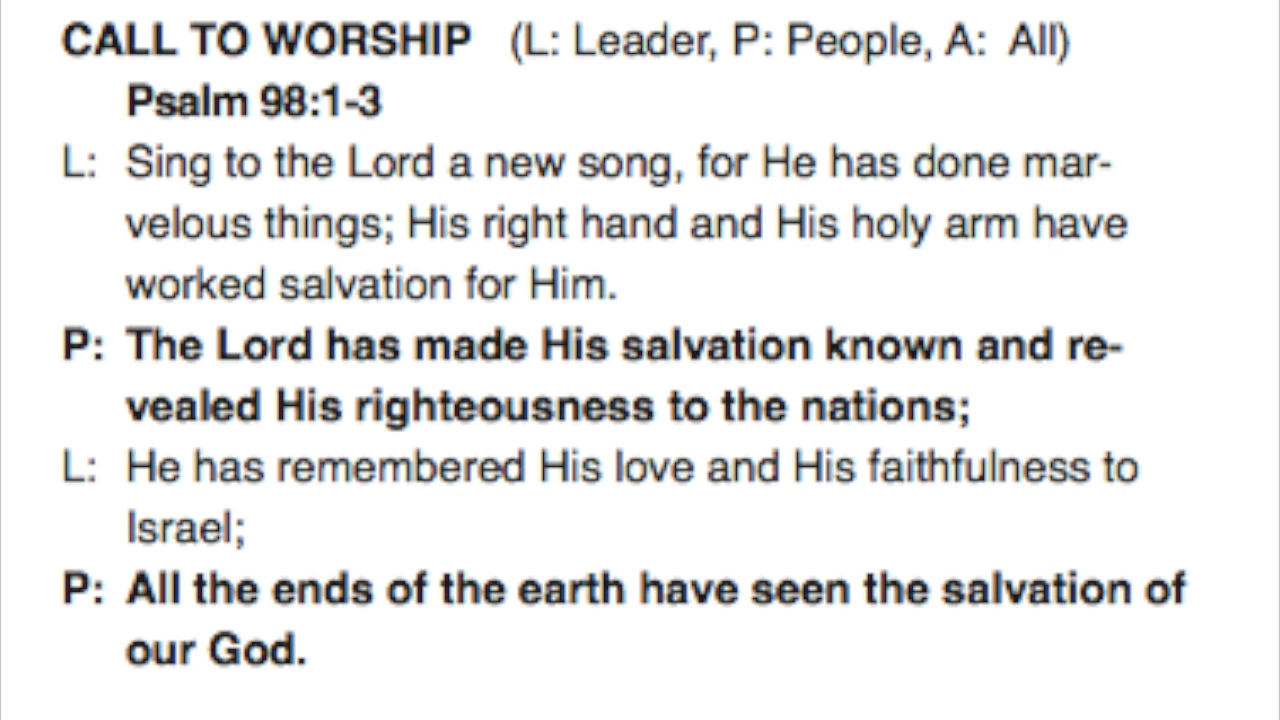 CALL TO WORSHIP (L: Leader, P: People, A: All)
Psalm 98:1-3
L: Sing to the Lord a new song, for He has done mar-
velous things; His right hand and His holy arm have
worked salvation for Him.
P: The Lord has made His salvation known and re-
vealed His righteousness to the nations;
L: He has remembered His love and His faithfulness to
Israel;
P: All the ends of the earth have seen the salvation of
our God.